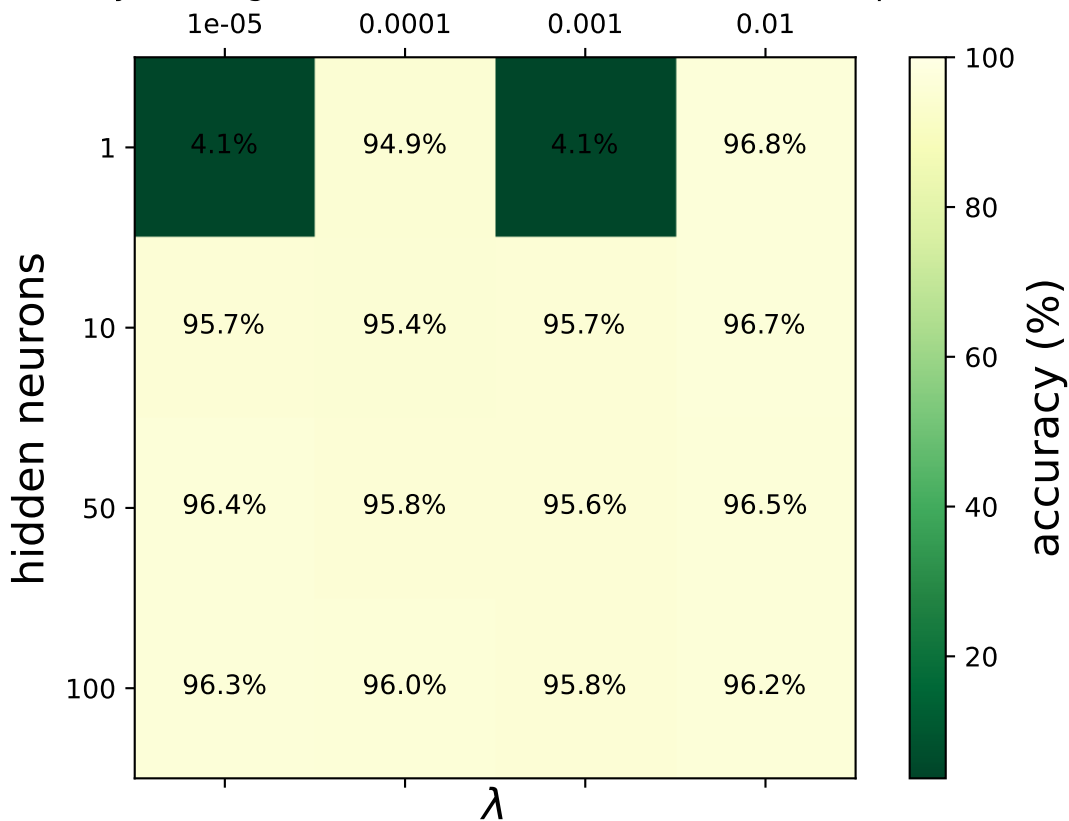 1e-05 0.0001 0.001 0.01
1 4.1% 94.9% 4.1% 96.8%
10 95.7% 95.4% 95.7% 96.7%
50 96.4% 95.8% 95.6% 96.5%
100 96.3% 96.0% 95.8% 96.2%
hidden neurons
λ
100
80
60
40
20
accuracy (%)